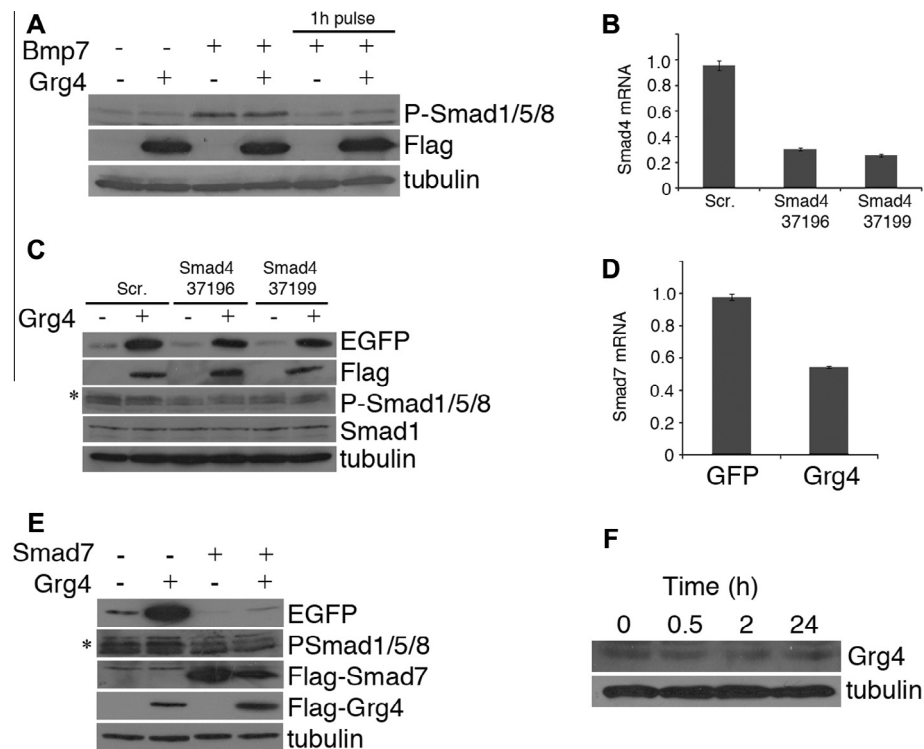 A
1h pulse
Bmp7 - - + + + +
Grg4 - + - + - +
P-Smad1/5/8
Flag
tubulin
B
Smad4 mRNA
1.0
0.8
0.6
0.4
0.2
0
Scr.
Smad4 37196
Smad4 37199
C
Scr.
Smad4 37196
Smad4 37199
Grg4 - + - + - +
EGFP
Flag
* P-Smad1/5/8
Smad1
tubulin
D
Smad7 mRNA
1.0
0.8
0.6
0.4
0.2
0
GFP
Grg4
E
Smad7 - - + +
Grg4 - + - +
EGFP
* PSmad1/5/8
Flag-Smad7
Flag-Grg4
tubulin
F
Time (h)
0 0.5 2 24
Grg4
tubulin